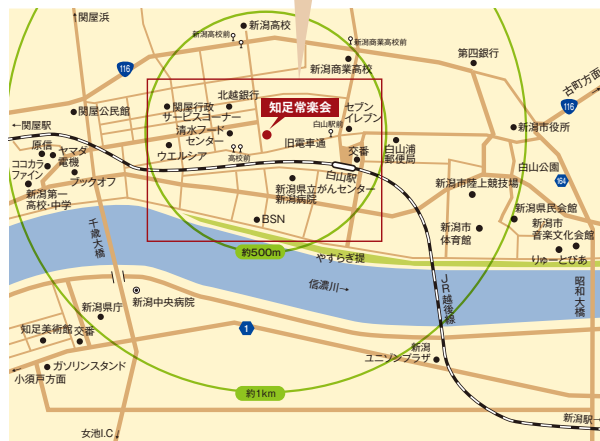 ↑関屋浜
新潟高校
新潟高校前
新潟商業高校前
新潟商業高校
第四銀行
116
古町方面→
116
北越銀行
関屋行政
サービスコーナー
知足常楽会
セブン
イレブン
関屋公民館
白山駅前
新潟市役所
←関屋駅
清水フード
センター
旧電車通
原信
ヤマダ
電機
ウエルシア
高校前
交番
白山浦
郵便局
ココカラ
ファイン
白山公園
ブックオフ
白山駅
新潟市陸上競技場
164
新潟第一
高校・中学
新潟県立がんセンター
新潟病院
新潟県民会館
千歳大橋
BSN
新潟市
体育館
新潟市
音楽文化会館
りゅーとぴあ
約500m
やすらぎ提
信濃川→
JR越後線
昭和大橋
新潟中央病院
新潟県庁
知足美術館
交番
1
新潟
ユニゾンプラザ
ガソリンスタンド
←
小須戸方面
約1km
新潟駅→
女池I.C↓